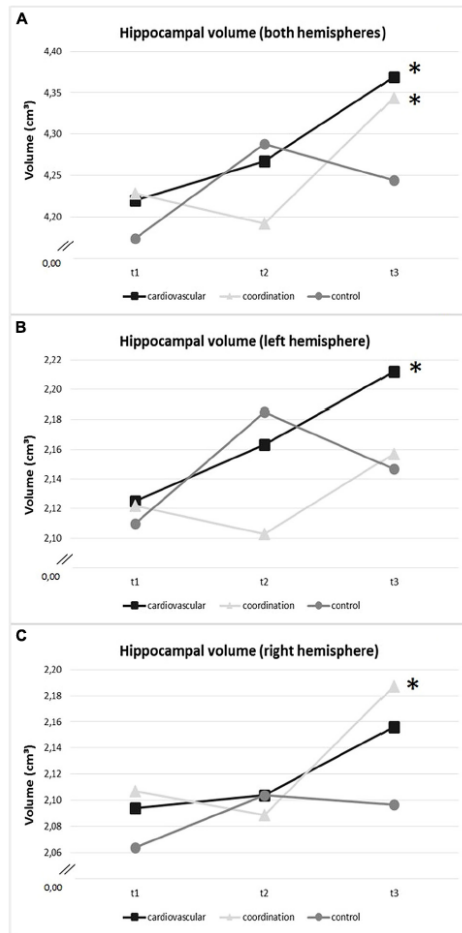 A
Hippocampal volume (both hemispheres)
Volume (cm³)
4,40
4,35
4,30
4,25
4,20
0,00
t1 t2 t3
cardiovascular coordination control
*
*
B
Hippocampal volume (left hemisphere)
Volume (cm³)
2,22
2,20
2,18
2,16
2,14
2,12
2,10
0,00
t1 t2 t3
cardiovascular coordination control
*
C
Hippocampal volume (right hemisphere)
Volume (cm³)
2,20
2,18
2,16
2,14
2,12
2,10
2,08
2,06
0,00
t1 t2 t3
cardiovascular coordination control
*